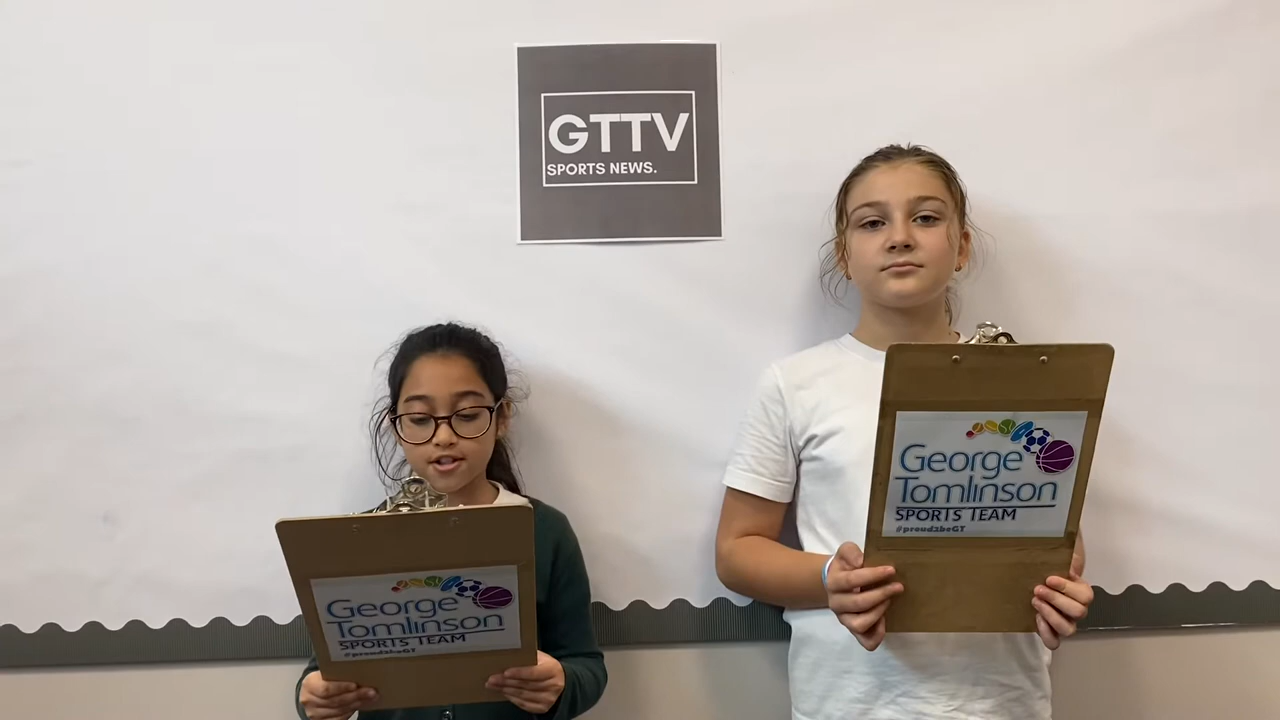 GTTV
SPORTS NEWS.
George
Tomlinson
SPORTS TEAM
#proud2beGT
George
Tomlinson
SPORTS TEAM
#proud2beGT